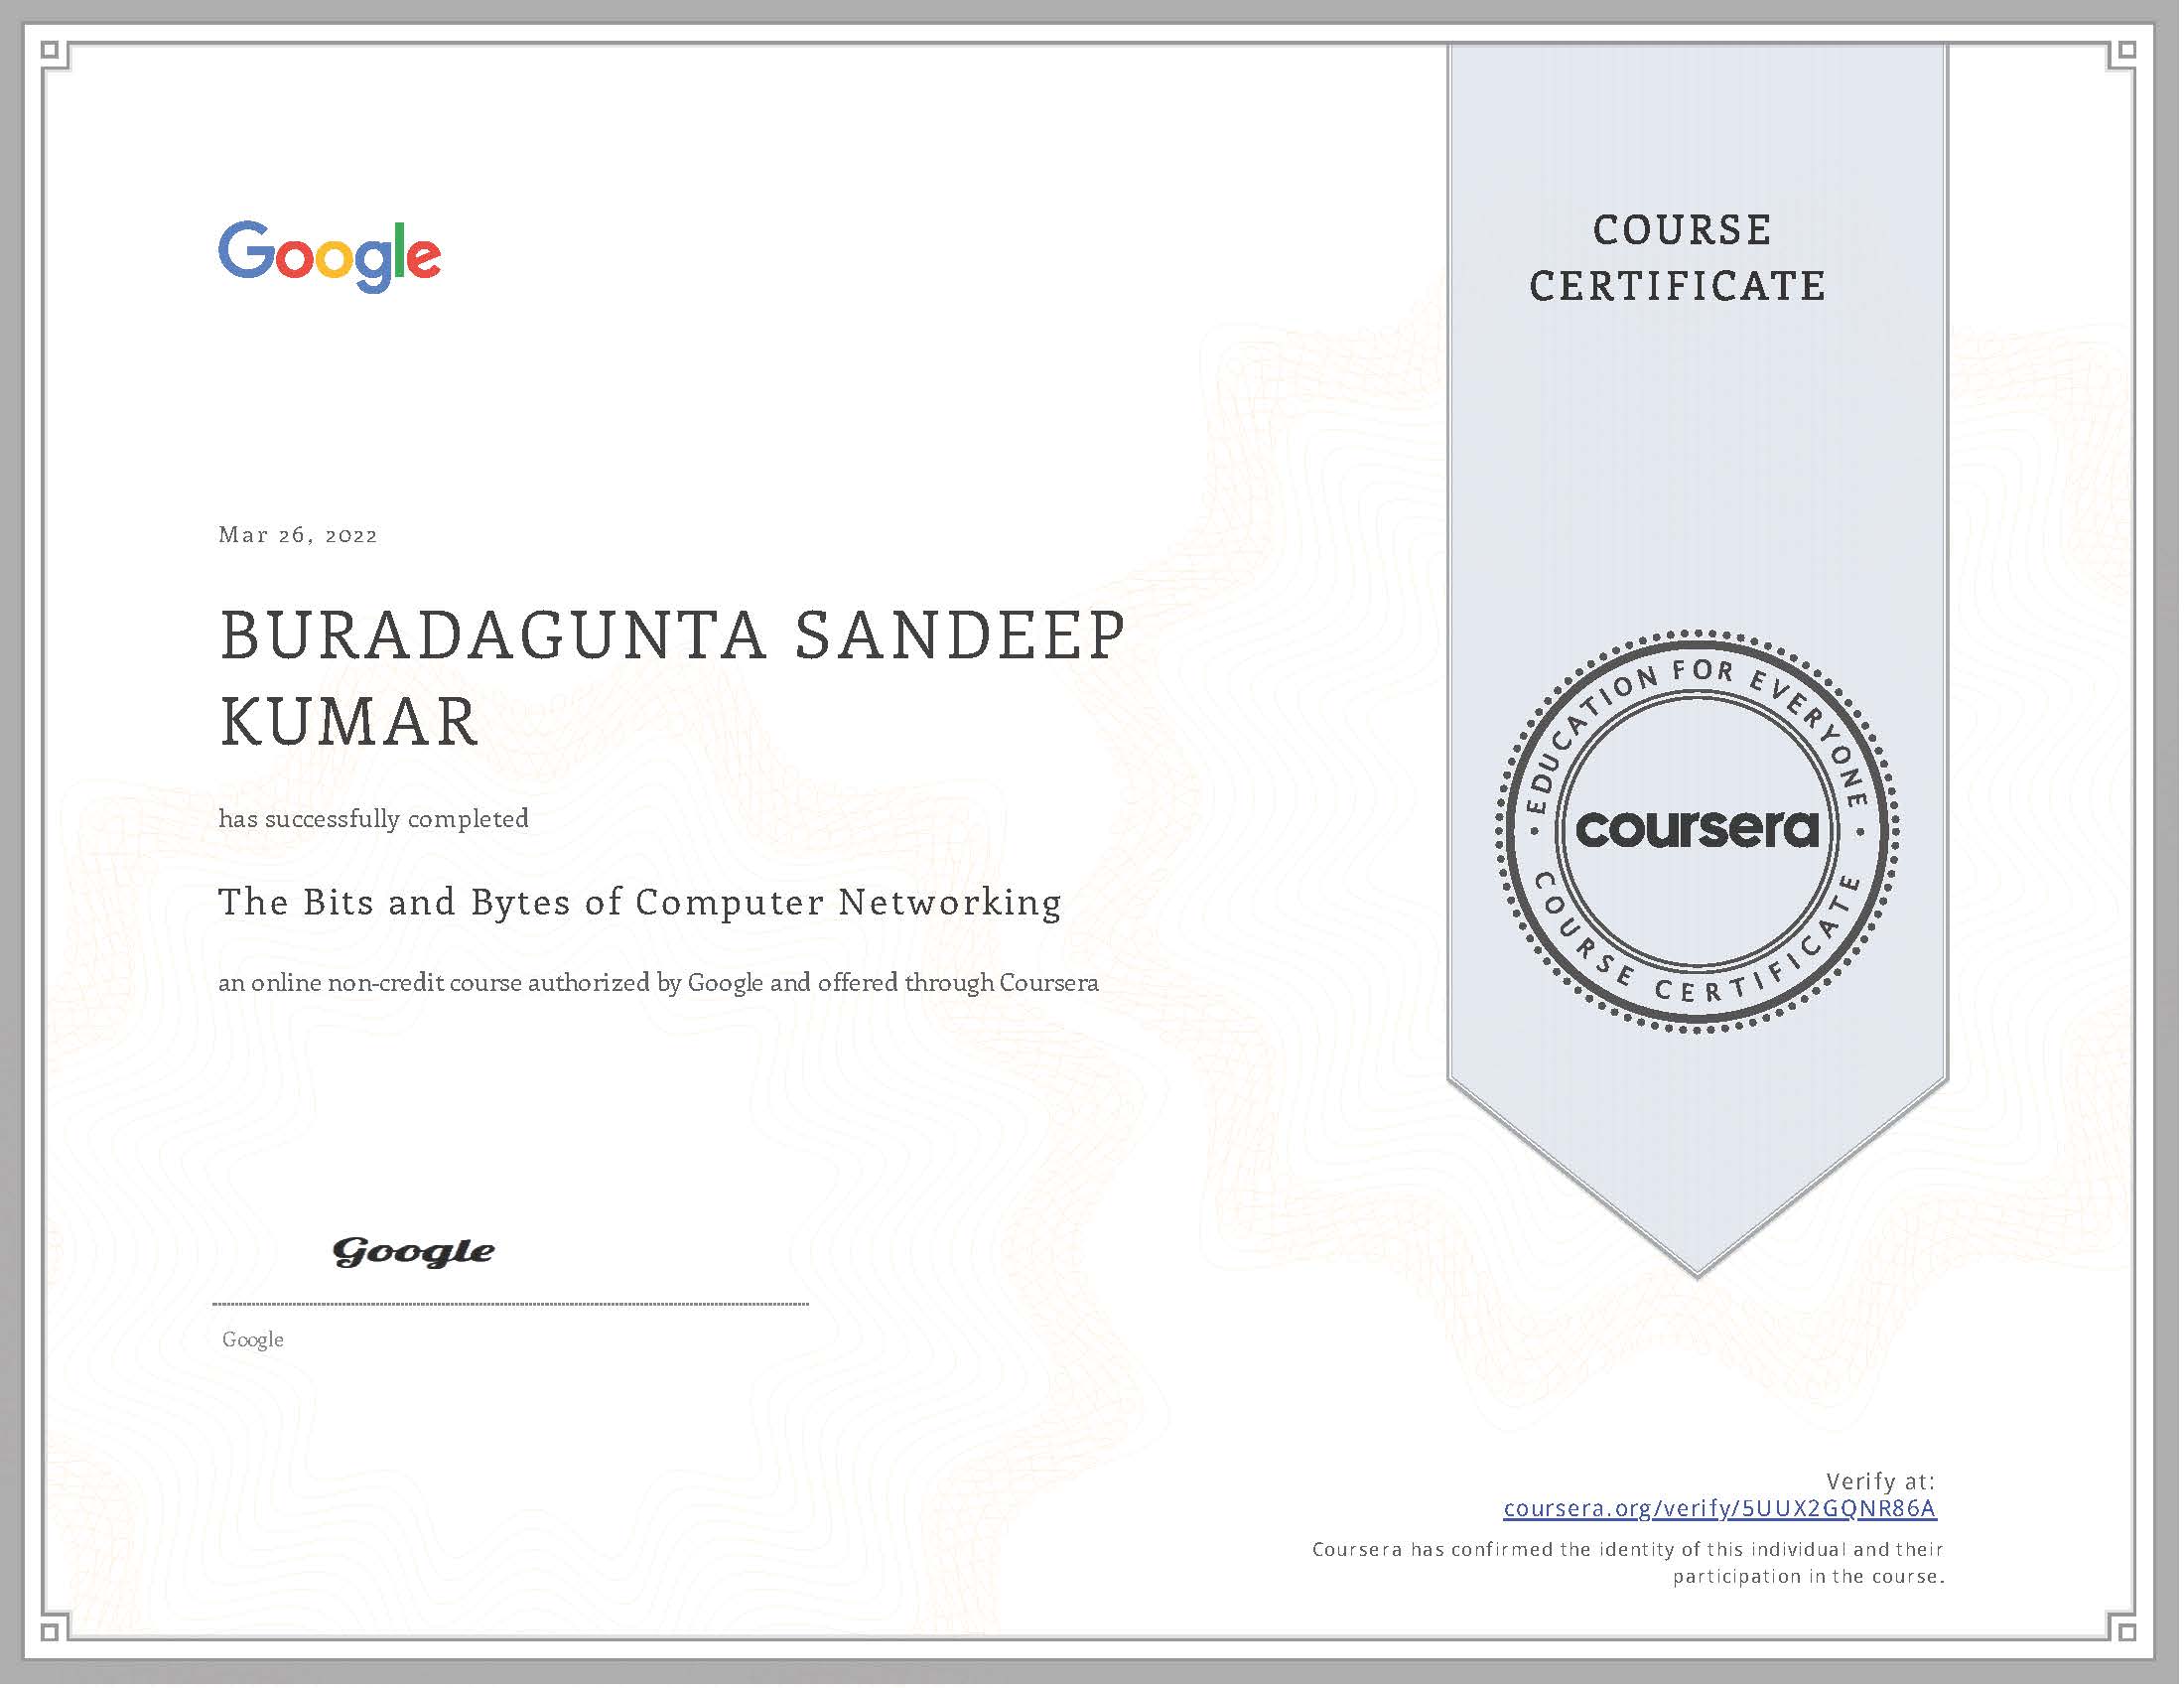 Google
COURSE
CERTIFICATE
Mar 26, 2022
BURADAGUNTA SANDEEP
KUMAR
has successfully completed
The Bits and Bytes of Computer Networking
an online non-credit course authorized by Google and offered through Coursera
EDUCATION FOR EVERYONE
coursera
COURSE CERTIFICATE
Google
Google
Verify at:
coursera.org/verify/5UUX2GQNR86A
Coursera has confirmed the identity of this individual and their
participation in the course.